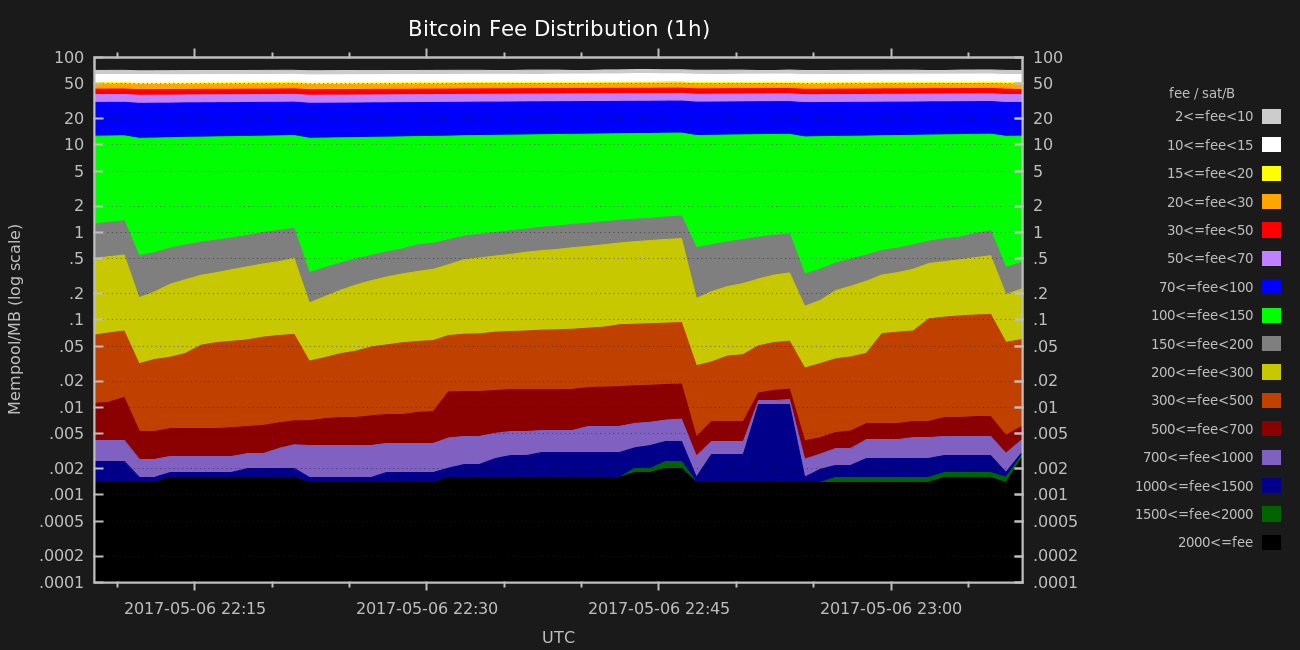 Bitcoin Fee Distribution (1h)
Mempool/MB (log scale)
100
50
20
10
5
2
1
.5
.2
.1
.05
.02
.01
.005
.002
.001
.0005
.0002
.0001
100
50
20
10
5
2
1
.5
.2
.1
.05
.02
.01
.005
.002
.001
.0005
.0002
.0001
2017-05-06 22:15
2017-05-06 22:30
2017-05-06 22:45
2017-05-06 23:00
UTC
fee / sat/B
2<=fee<10
10<=fee<15
15<=fee<20
20<=fee<30
30<=fee<50
50<=fee<70
70<=fee<100
100<=fee<150
150<=fee<200
200<=fee<300
300<=fee<500
500<=fee<700
700<=fee<1000
1000<=fee<1500
1500<=fee<2000
2000<=fee